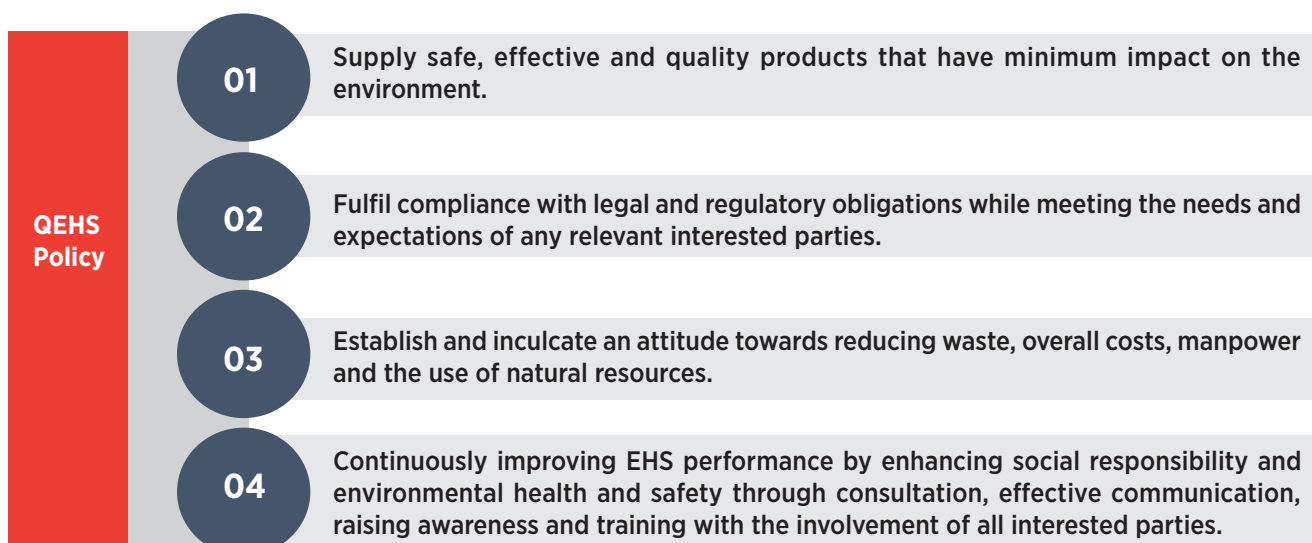 QEHS
Policy
01
Supply safe, effective and quality products that have minimum impact on the
environment.
02
Fulfil compliance with legal and regulatory obligations while meeting the needs and
expectations of any relevant interested parties.
03
Establish and inculcate an attitude towards reducing waste, overall costs, manpower
and the use of natural resources.
04
Continuously improving EHS performance by enhancing social responsibility and
environmental health and safety through consultation, effective communication,
raising awareness and training with the involvement of all interested parties.